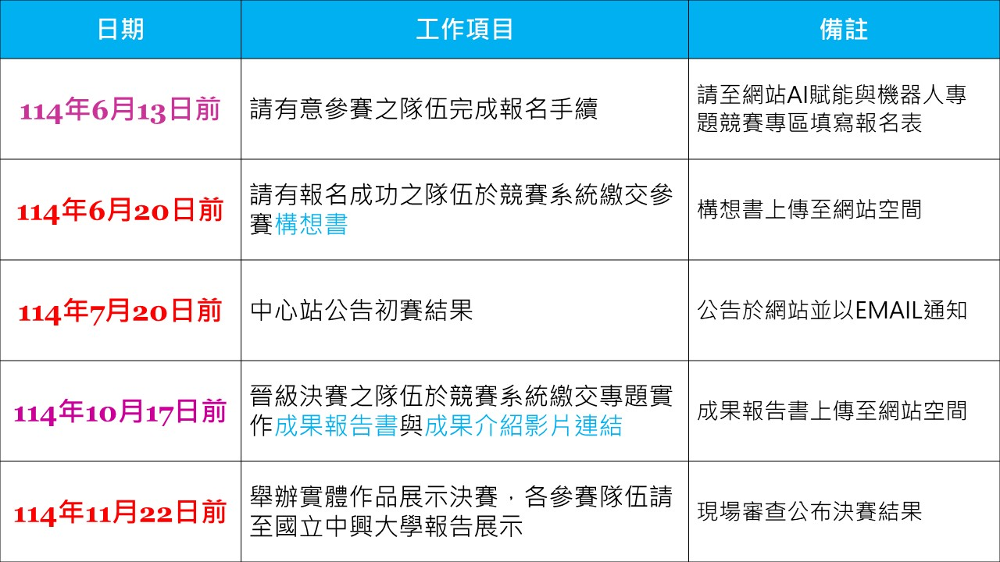 日期
工作項目
備註
114年6月13日前
請有意參賽之隊伍完成報名手續
請至網站AI賦能與機器人專
題競賽專區填寫報名表
114年6月20日前
請有報名成功之隊伍於競賽系統繳交參
賽構想書
構想書上傳至網站空間
114年7月20日前
中心站公告初賽結果
公告於網站並以EMAIL通知
114年10月17日前
晉級決賽之隊伍於競賽系統繳交專題實
作成果報告書與成果介紹影片連結
成果報告書上傳至網站空間
114年11月22日前
舉辦實體作品展示決賽，各參賽隊伍請
至國立中興大學報告展示
現場審查公布決賽結果